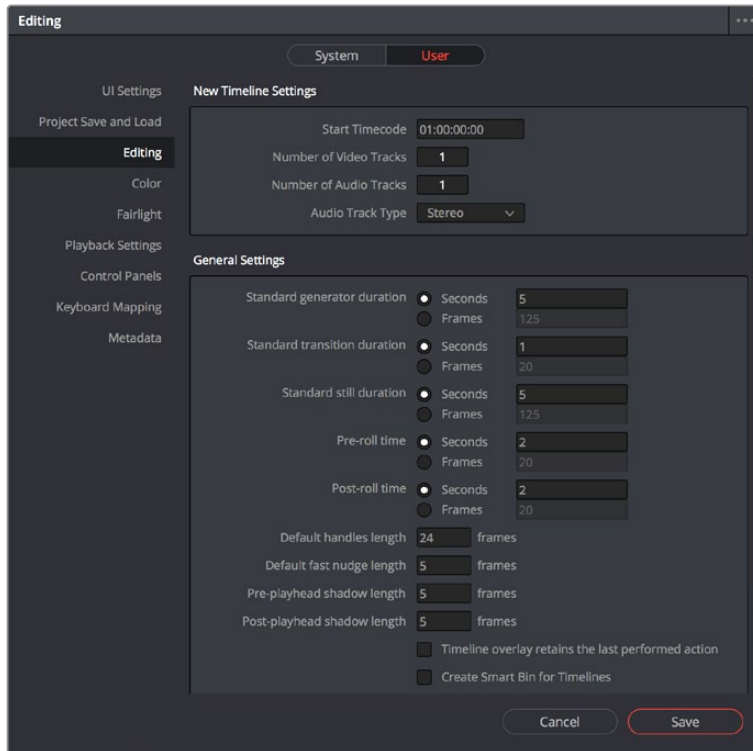 Editing
System User
UI Settings
Project Save and Load
Editing
Color
Fairlight
Playback Settings
Control Panels
Keyboard Mapping
Metadata
New Timeline Settings
Start Timecode 01:00:00:00
Number of Video Tracks 1
Number of Audio Tracks 1
Audio Track Type Stereo
General Settings
Standard generator duration Seconds 5
Frames 125
Standard transition duration Seconds 1
Frames 20
Standard still duration Seconds 5
Frames 125
Pre-roll time Seconds 2
Frames 20
Post-roll time Seconds 2
Frames 20
Default handles length 24 frames
Default fast nudge length 5 frames
Pre-playhead shadow length 5 frames
Post-playhead shadow length 5 frames
Timeline overlay retains the last performed action
Create Smart Bin for Timelines
Cancel Save